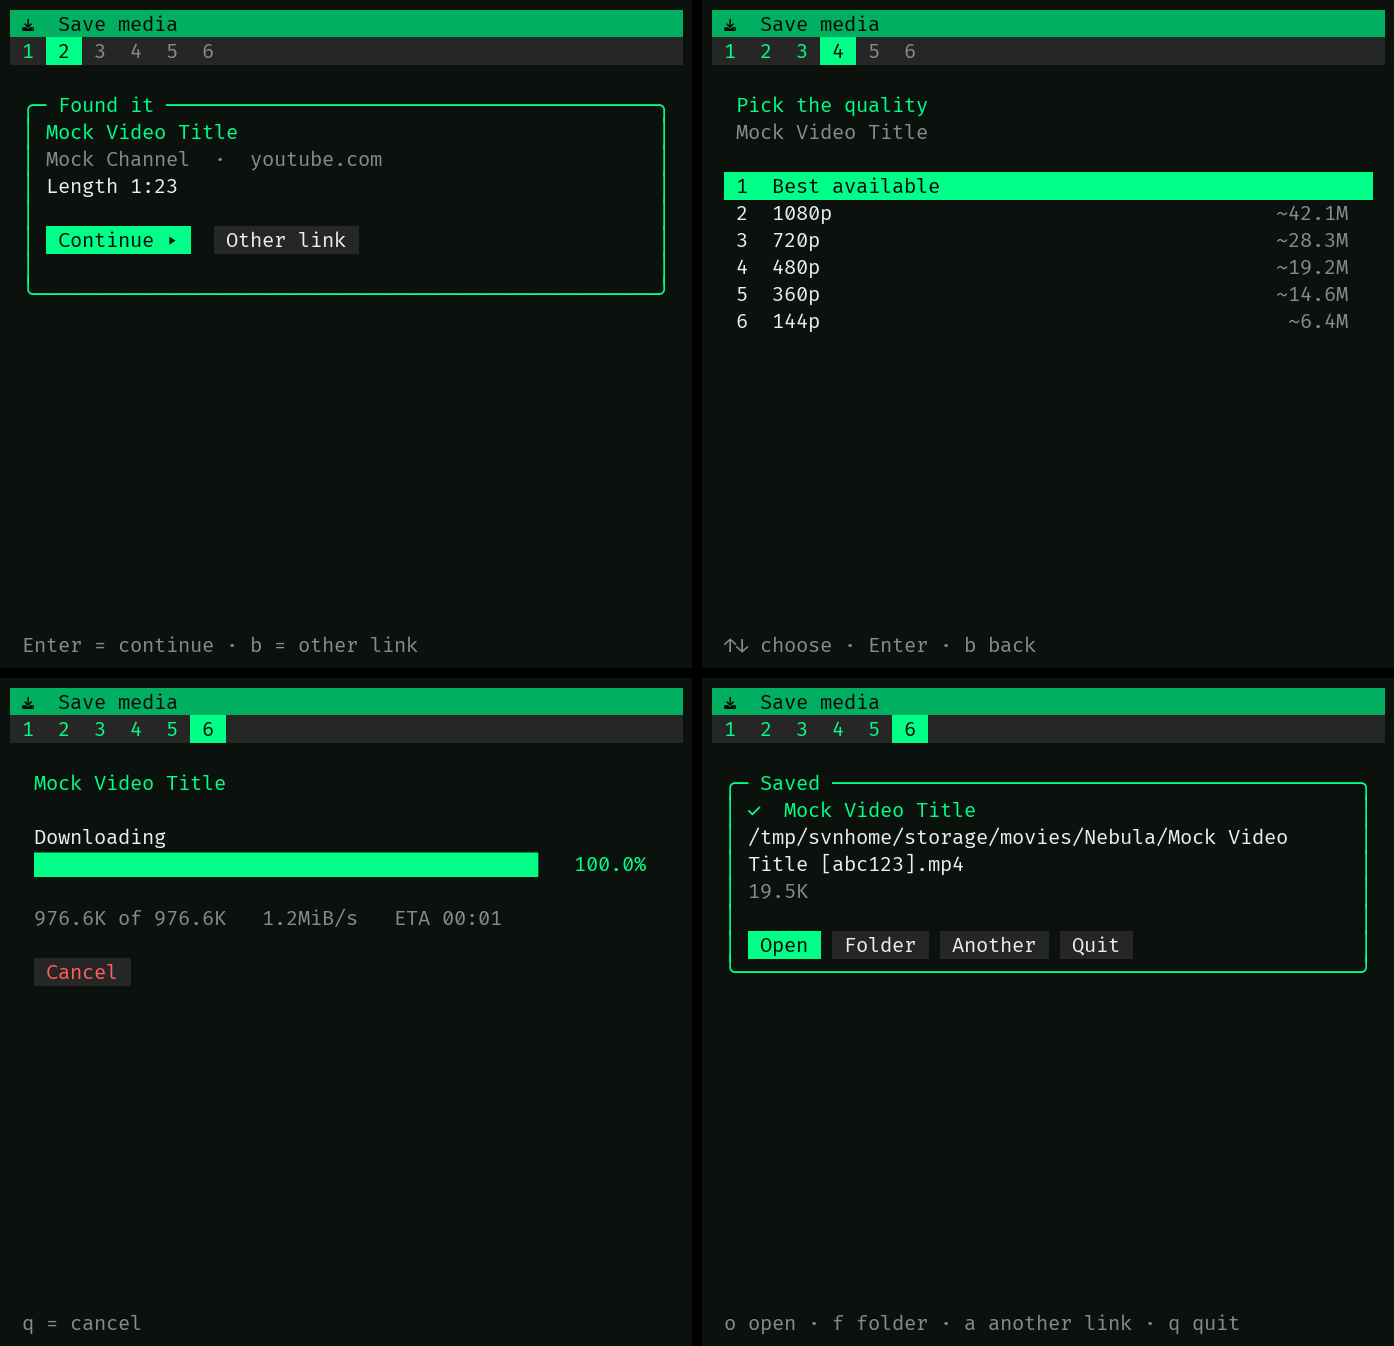 Save media
1 2 3 4 5 6
Found it
Mock Video Title
Mock Channel · youtube.com
Length 1:23
Continue ▸ Other link
Enter = continue · b = other link
Save media
1 2 3 4 5 6
Pick the quality
Mock Video Title
1 Best available
2 1080p ~42.1M
3 720p ~28.3M
4 480p ~19.2M
5 360p ~14.6M
6 144p ~6.4M
↑↓ choose · Enter · b back
Save media
1 2 3 4 5 6
Mock Video Title
Downloading
100.0%
976.6K of 976.6K 1.2MiB/s ETA 00:01
Cancel
q = cancel
Save media
1 2 3 4 5 6
Saved
✓ Mock Video Title
/tmp/svnhome/storage/movies/Nebula/Mock Video
Title [abc123].mp4
19.5K
Open Folder Another Quit
o open · f folder · a another link · q quit